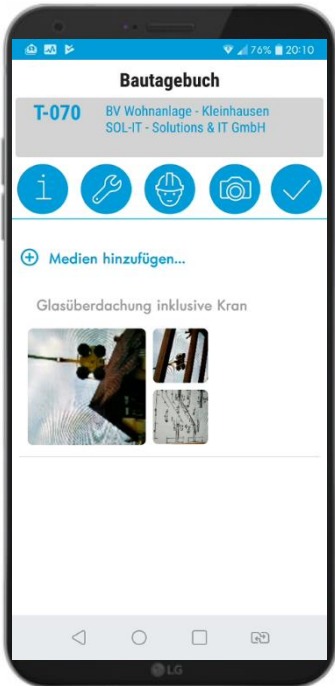 76% 20:10
Bautagebuch
T-070
BV Wohnanlage - Kleinhausen
SOL-IT - Solutions & IT GmbH
Medien hinzufügen...
Glasüberdachung inklusive Kran
LG